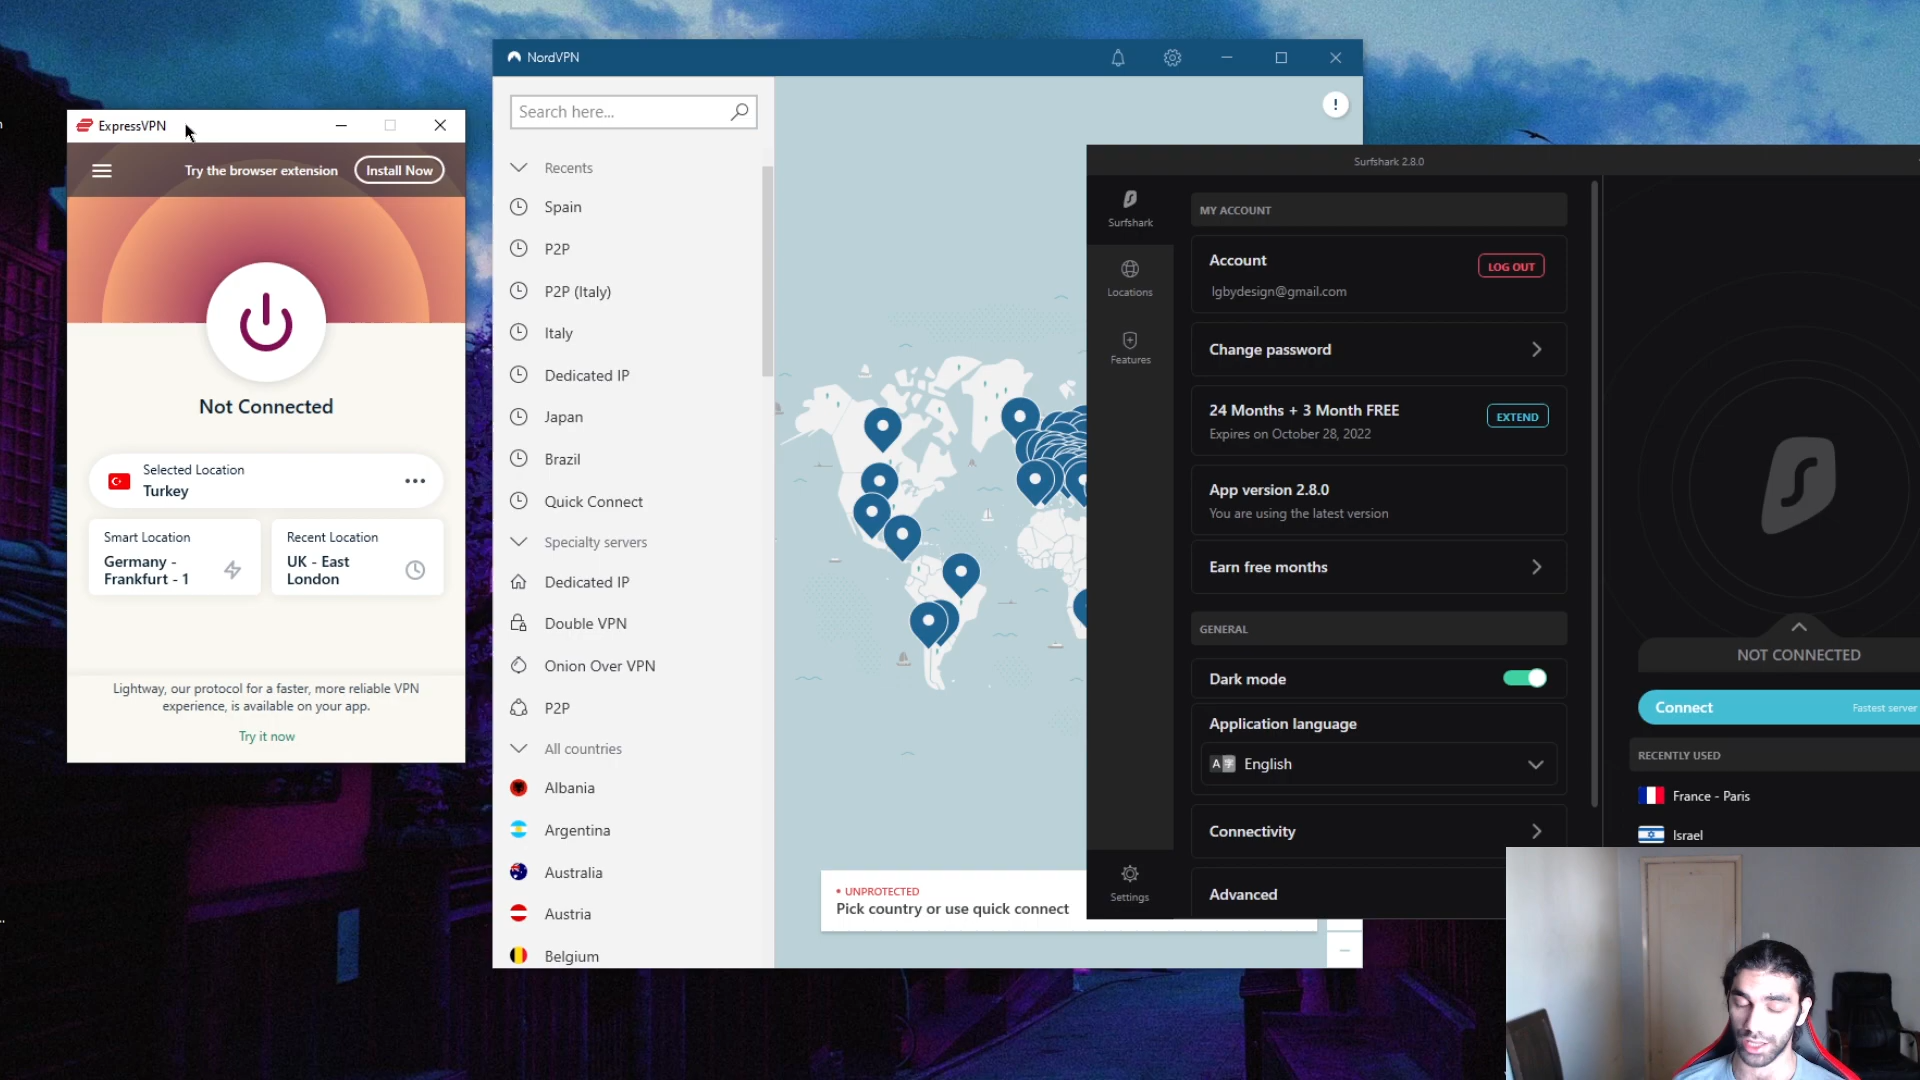 ExpressVPN
Try the browser extension
Install Now
Not Connected
Selected Location
Turkey
Smart Location
Germany -
Frankfurt - 1
Recent Location
UK - East
London
Lightway, our protocol for a faster, more reliable VPN
experience, is available on your app.
Try it now
NordVPN
Search here...
Recents
Spain
P2P
P2P (Italy)
Italy
Dedicated IP
Japan
Brazil
Quick Connect
Specialty servers
Dedicated IP
Double VPN
Onion Over VPN
P2P
All countries
Albania
Argentina
Australia
Austria
Belgium
!
UNPROTECTED
Pick country or use quick connect
Surfshark 2.8.0
Surfshark
Locations
Features
Settings
MY ACCOUNT
Account
LOG OUT
lgbydesign@gmail.com
Change password
24 Months + 3 Month FREE
EXTEND
Expires on October 28, 2022
App version 2.8.0
You are using the latest version
Earn free months
GENERAL
Dark mode
Application language
English
Connectivity
Advanced
NOT CONNECTED
Connect
Fastest server
RECENTLY USED
France - Paris
Israel